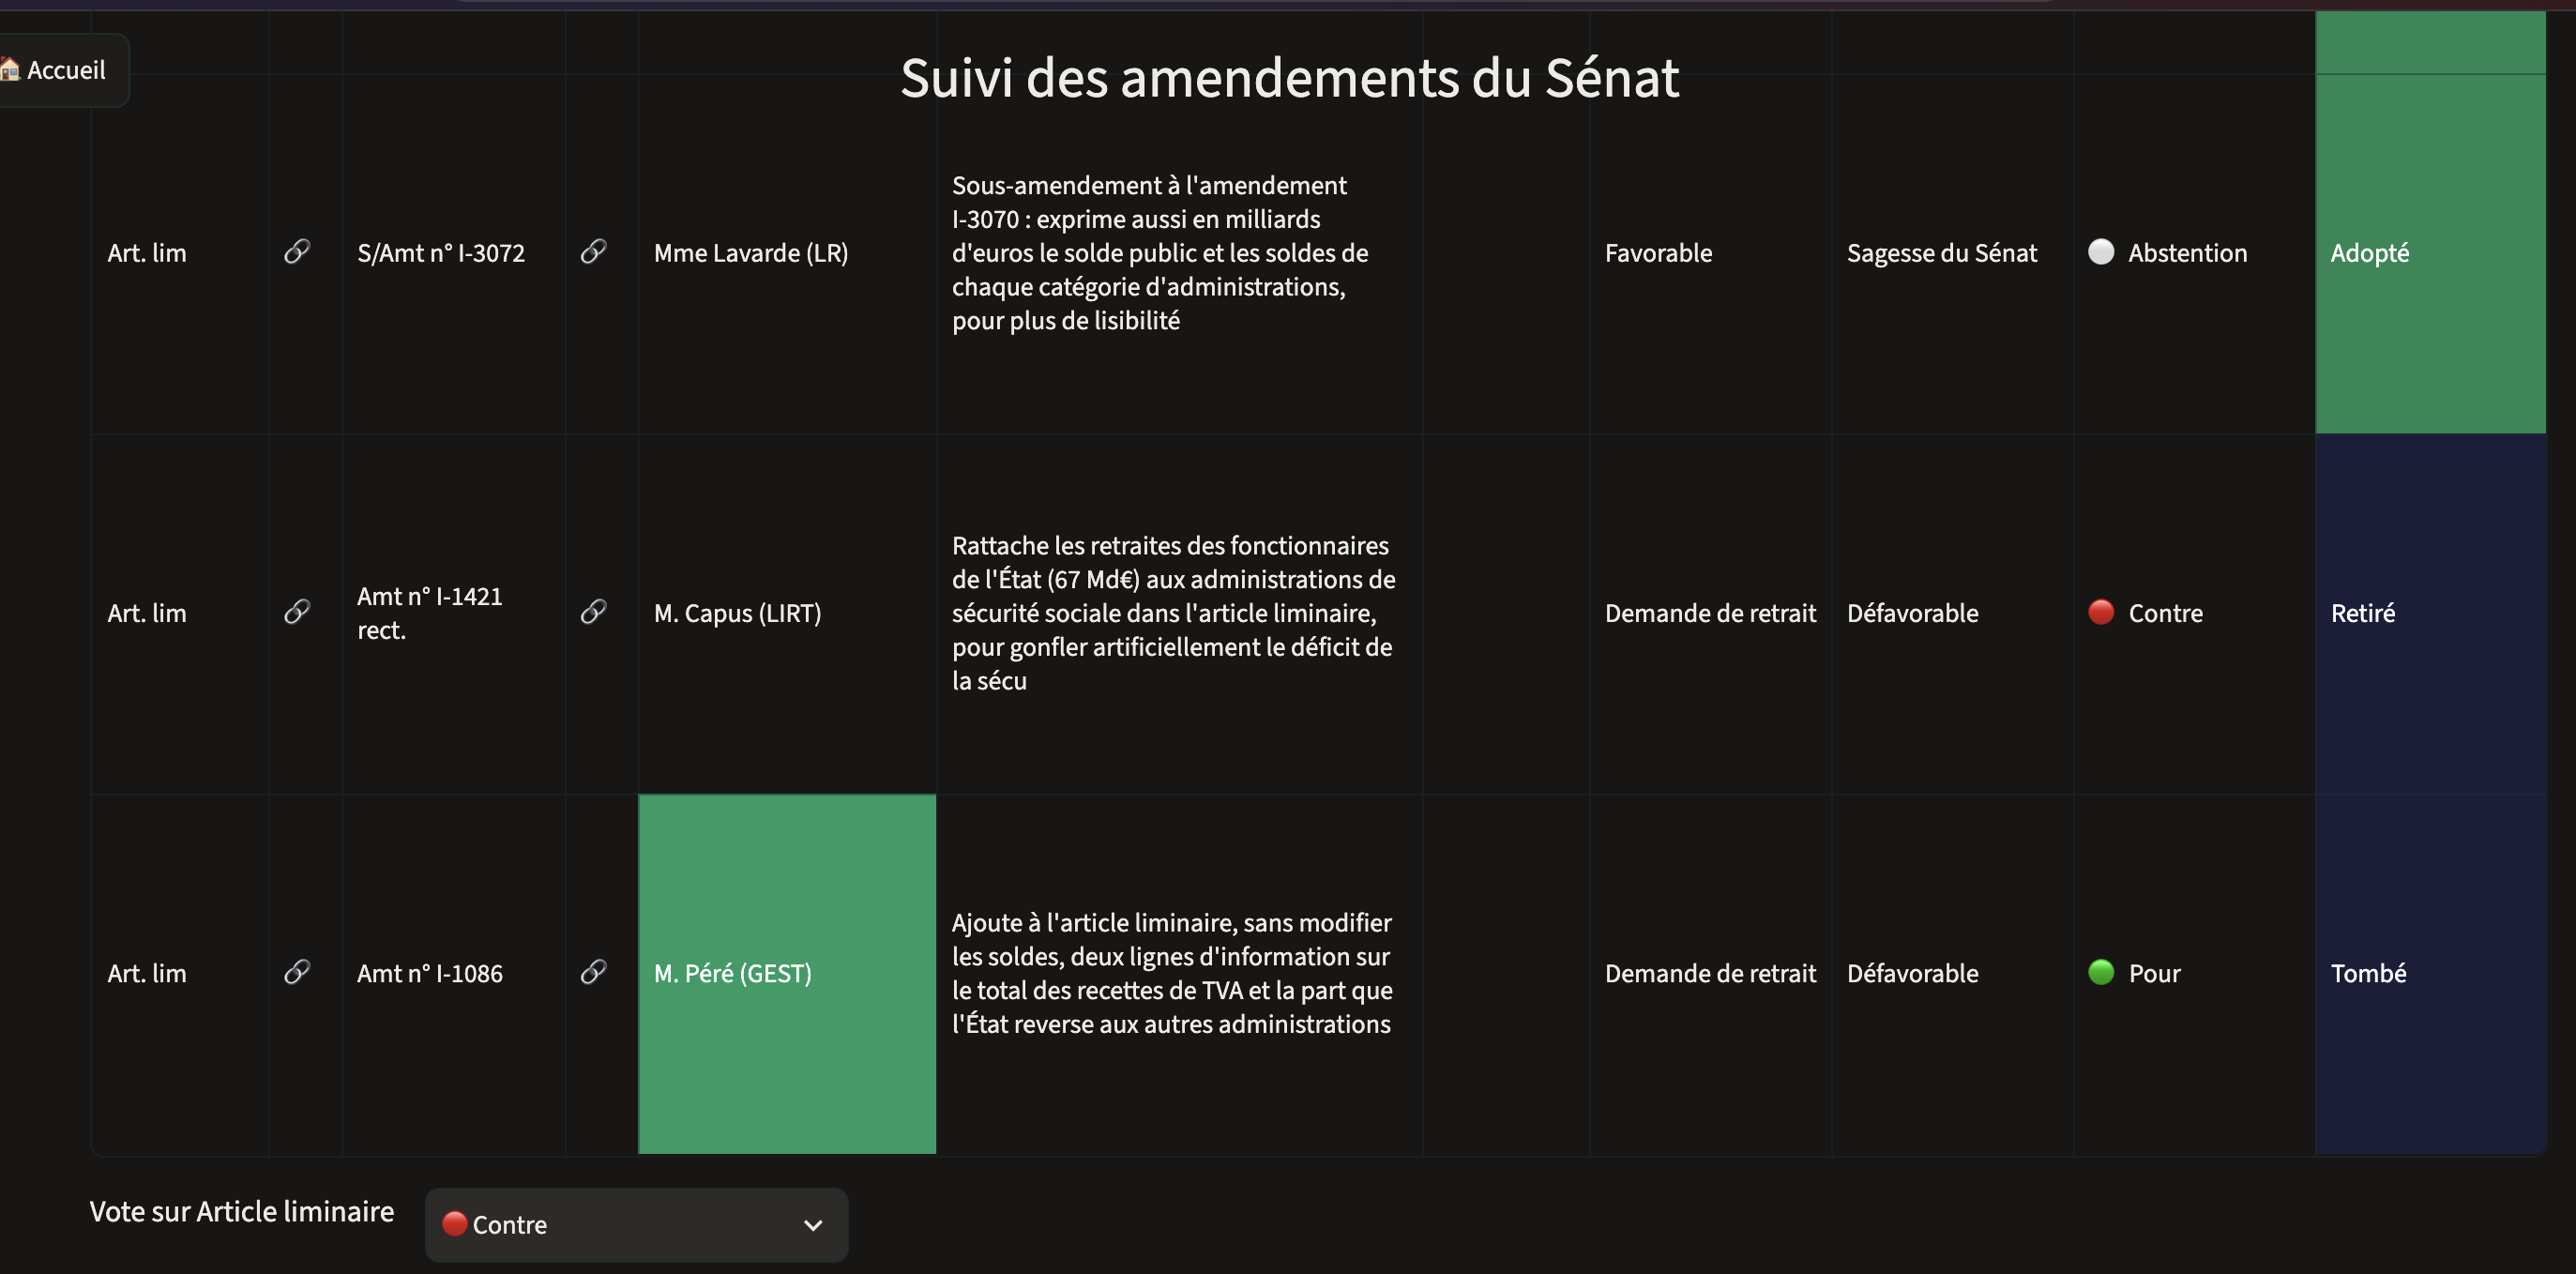 Accueil
Suivi des amendements du Sénat
Art. lim
S/Amt n° I-3072
Mme Lavarde (LR)
Sous-amendement à l'amendement
I-3070 : exprime aussi en milliards
d'euros le solde public et les soldes de
chaque catégorie d'administrations,
pour plus de lisibilité
Favorable
Sagesse du Sénat
Abstention
Adopté
Art. lim
Amt n° I-1421
rect.
M. Capus (LIRT)
Rattache les retraites des fonctionnaires
de l'État (67 Md€) aux administrations de
sécurité sociale dans l'article liminaire,
pour gonfler artificiellement le déficit de
la sécu
Demande de retrait
Défavorable
Contre
Retiré
Art. lim
Amt n° I-1086
M. Péré (GEST)
Ajoute à l'article liminaire, sans modifier
les soldes, deux lignes d'information sur
le total des recettes de TVA et la part que
l'État reverse aux autres administrations
Demande de retrait
Défavorable
Pour
Tombé
Vote sur Article liminaire
Contre